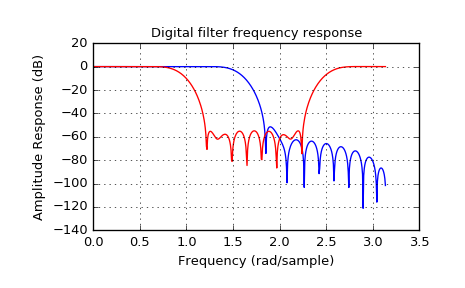 Digital filter frequency response
Amplitude Response (dB)
20
0
−20
−40
−60
−80
−100
−120
−140
0.0 0.5 1.0 1.5 2.0 2.5 3.0 3.5
Frequency (rad/sample)